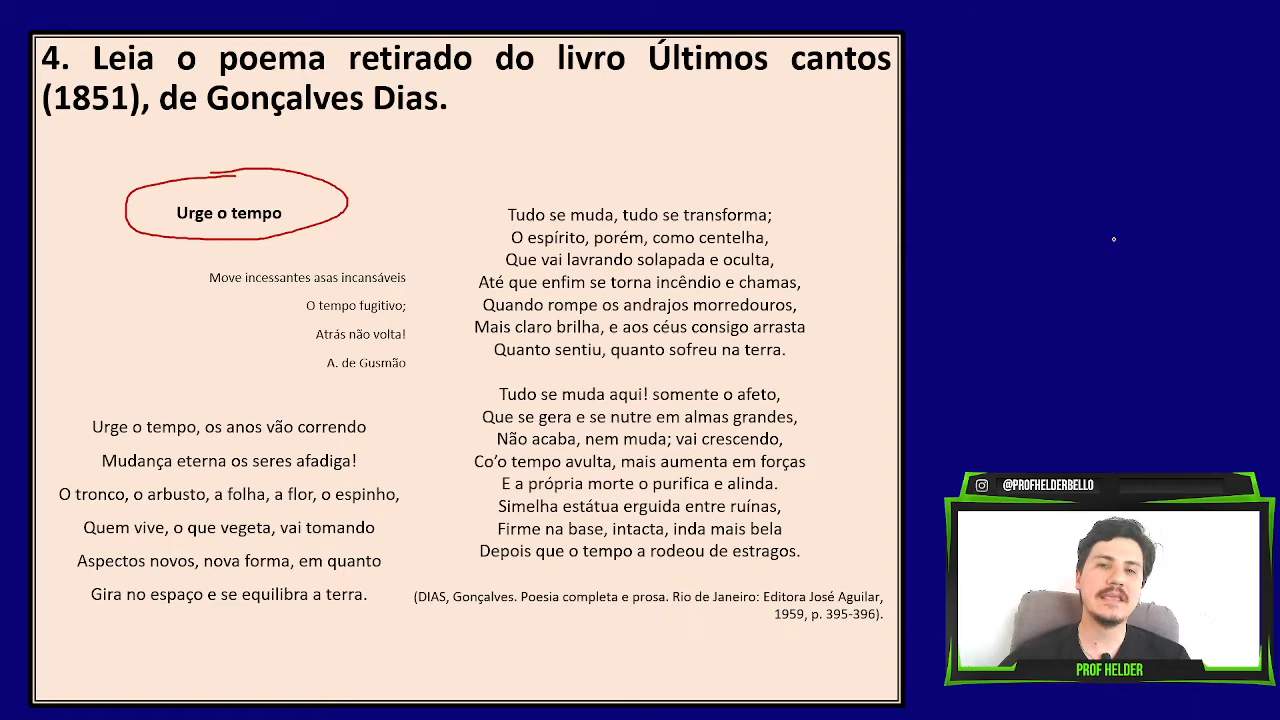 4. Leia o poema retirado do livro Últimos cantos
(1851), de Gonçalves Dias.
Urge o tempo
Move incessantes asas incansáveis
O tempo fugitivo;
Atrás não volta!
A. de Gusmão
Urge o tempo, os anos vão correndo
Mudança eterna os seres afadiga!
O tronco, o arbusto, a folha, a flor, o espinho,
Quem vive, o que vegeta, vai tomando
Aspectos novos, nova forma, em quanto
Gira no espaço e se equilibra a terra.
Tudo se muda, tudo se transforma;
O espírito, porém, como centelha,
Que vai lavrando solapada e oculta,
Até que enfim se torna incêndio e chamas,
Quando rompe os andrajos morredouros,
Mais claro brilha, e aos céus consigo arrasta
Quanto sentiu, quanto sofreu na terra.
Tudo se muda aqui! somente o afeto,
Que se gera e se nutre em almas grandes,
Não acaba, nem muda; vai crescendo,
Co’o tempo avulta, mais aumenta em forças
E a própria morte o purifica e alinda.
Simelha estátua erguida entre ruínas,
Firme na base, intacta, inda mais bela
Depois que o tempo a rodeou de estragos.
(DIAS, Gonçalves. Poesia completa e prosa. Rio de Janeiro: Editora José Aguilar,
1959, p. 395-396).
@PROFHELDERBELLO
PROF HELDER